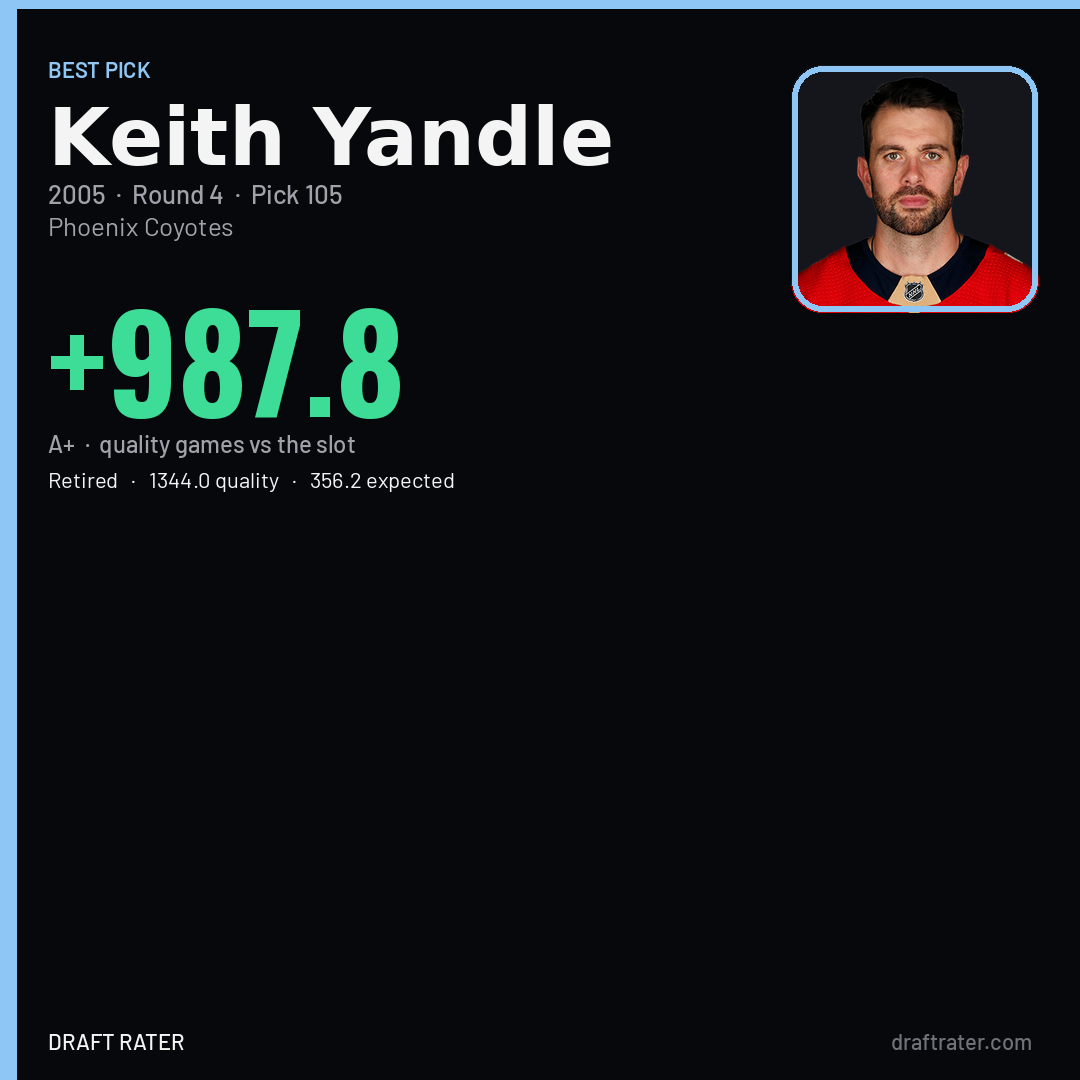 BEST PICK
Keith Yandle
2005 · Round 4 · Pick 105
Phoenix Coyotes
+987.8
A+ · quality games vs the slot
Retired · 1344.0 quality · 356.2 expected
DRAFT RATER
draftrater.com